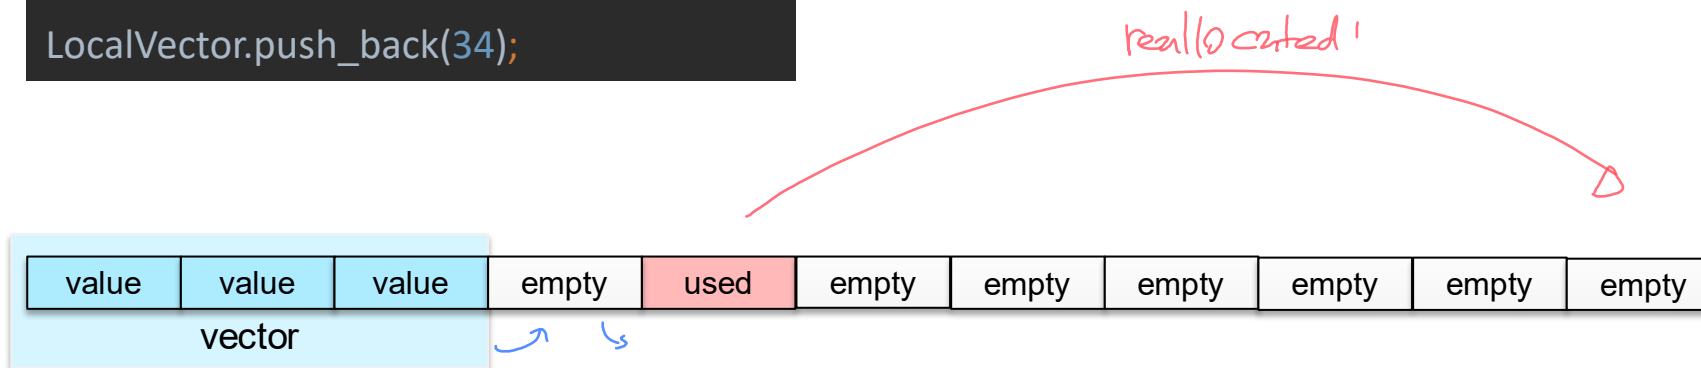 LocalVector.push_back(34);
reallocated
value value value empty used empty empty empty empty empty empty
vector